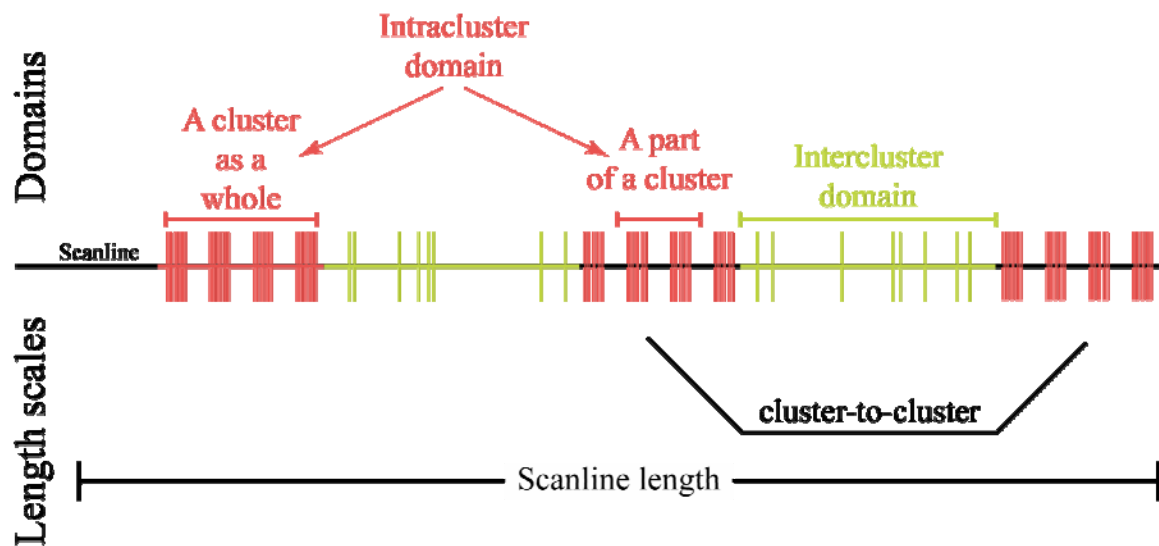 Domains
Intracluster
domain
A cluster
as a
whole
A part
of a cluster
Intercluster
domain
Scanline
Length scales
cluster-to-cluster
Scanline length